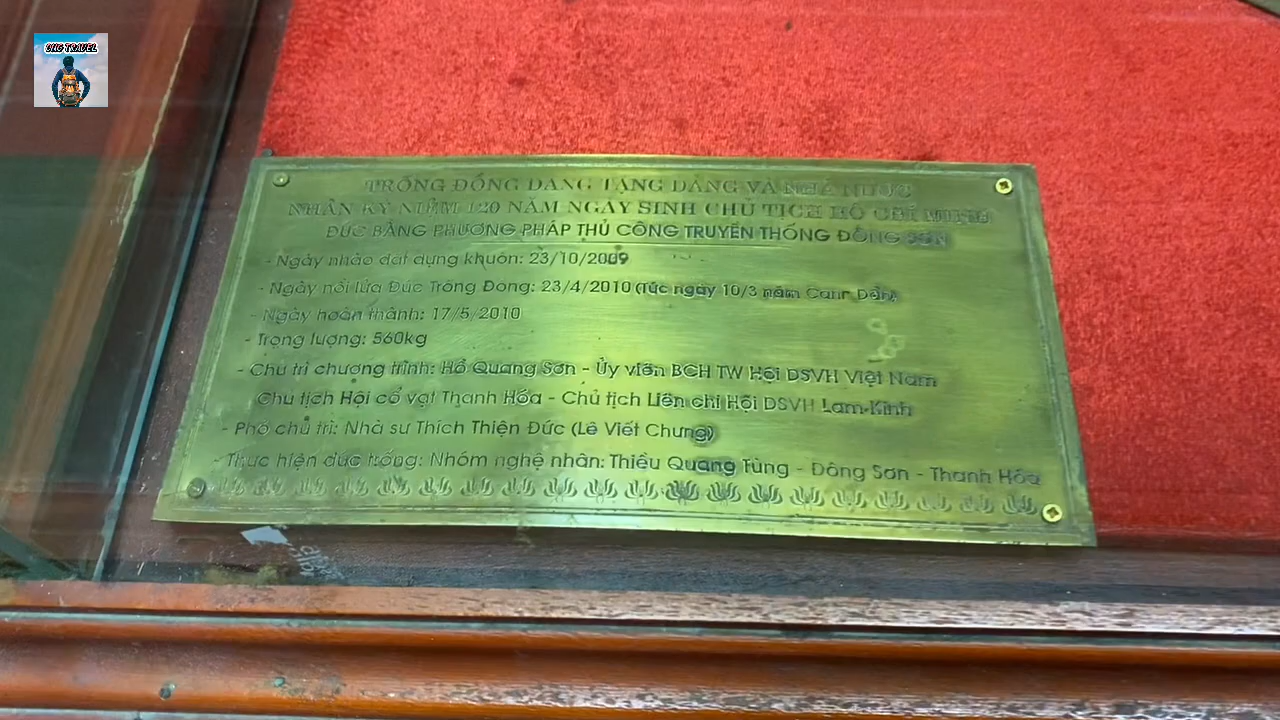 UHG TRAVEL
TRỐNG ĐỒNG DÂNG TẶNG ĐẢNG VÀ NHÀ NƯỚC
NHÂN KỶ NIỆM 120 NĂM NGÀY SINH CHỦ TỊCH HỒ CHÍ MINH
ĐÚC BẰNG PHƯƠNG PHÁP THỦ CÔNG TRUYỀN THỐNG ĐÔNG SƠN
- Ngày nhào đất dựng khuôn: 23/10/2009
- Ngày nổi lửa Đúc Trống Đồng: 23/4/2010 (Tức ngày 10/3 năm Canh Dần)
- Ngày hoàn thành: 17/5/2010
- Trọng lượng: 560kg
- Chủ trì chương trình: Hồ Quang Sơn - Ủy viên BCH TW Hội DSVH Việt Nam
Chủ tịch Hội cổ vật Thanh Hóa - Chủ tịch Liên chi Hội DSVH Lam Kinh
- Phó chủ trì: Nhà sư Thích Thiện Đức (Lê Viết Chưng)
- Thực hiện đúc trống: Nhóm nghệ nhân: Thiều Quang Tùng - Đông Sơn - Thanh Hóa